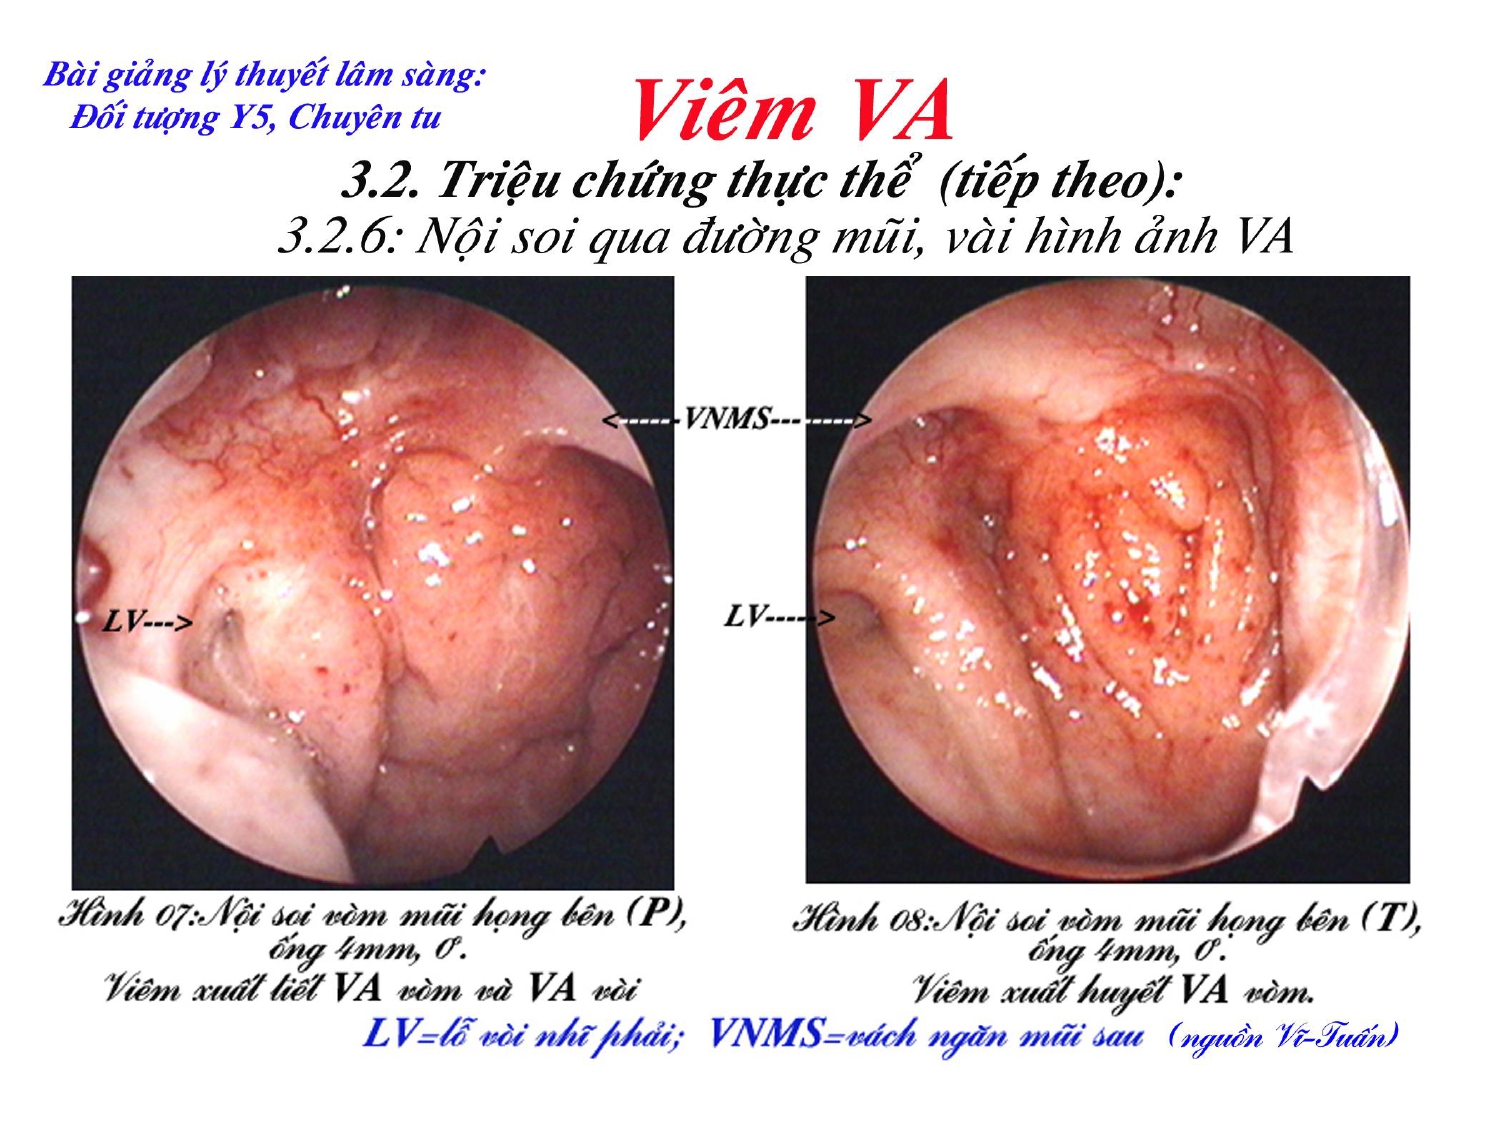 Bài giảng lý thuyết lâm sàng:
Đối tượng Y5, Chuyên tu
Viêm VA
3.2. Triệu chứng thực thể (tiếp theo):
3.2.6: Nội soi qua đường mũi, vài hình ảnh VA
<------VNMS-------->
LV--->
LV----->
Hình 07:Nội soi vòm mũi họng bên (P),
ống 4mm, 0°.
Viêm xuất tiết VA vòm và VA vòi
Hình 08:Nội soi vòm mũi họng bên (T),
ống 4mm, 0°.
Viêm xuất huyết VA vòm.
LV=lỗ vòi nhĩ phải; VNMS=vách ngăn mũi sau (nguồn Vĩ-Tuấn)